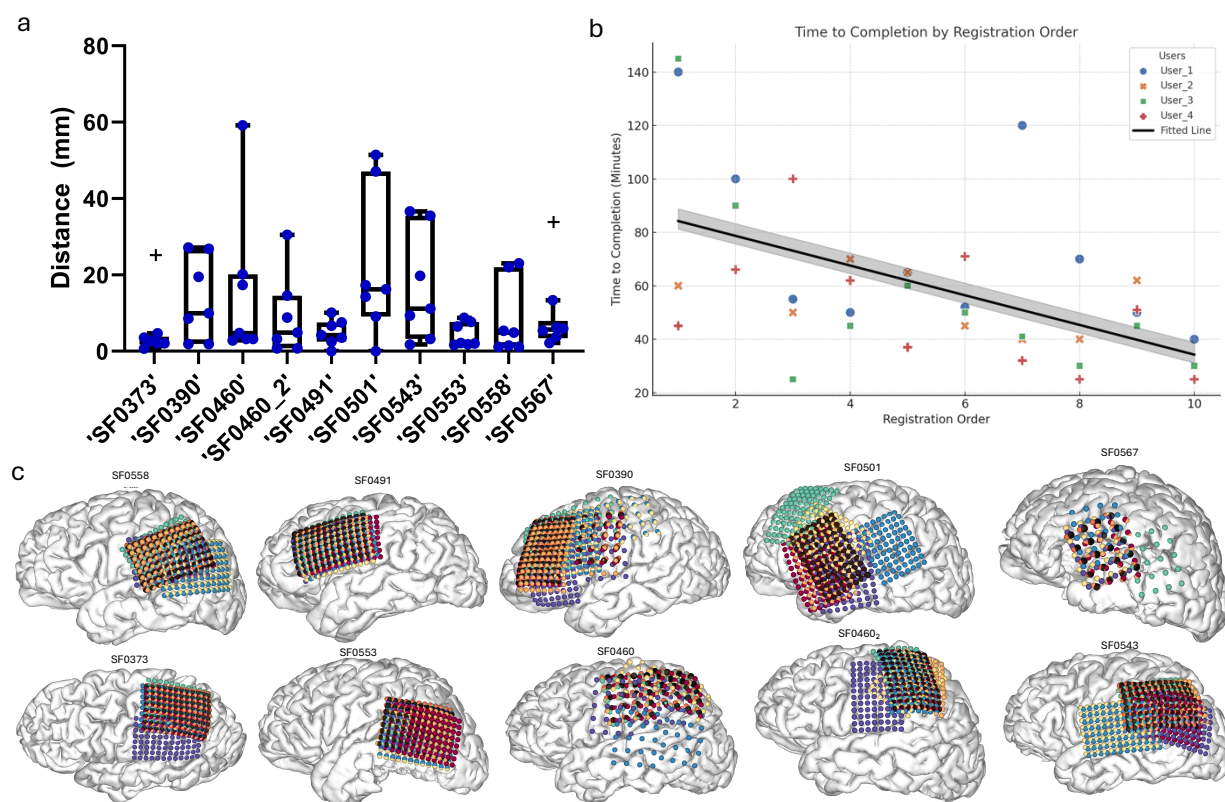 a
80
60
40
20
0
Distance (mm)
'SF0373'
'SF0390'
'SF0460'
'SF0460_2'
'SF0491'
'SF0501'
'SF0543'
'SF0553'
'SF0558'
'SF0567'
b
Time to Completion by Registration Order
Users
User_1
User_2
User_3
User_4
Fitted Line
140
120
100
80
60
40
20
Time to Completion (Minutes)
2
4
6
8
10
Registration Order
c
SF0558
SF0491
SF0390
SF0501
SF0567
SF0373
SF0553
SF0460
SF0460₂
SF0543